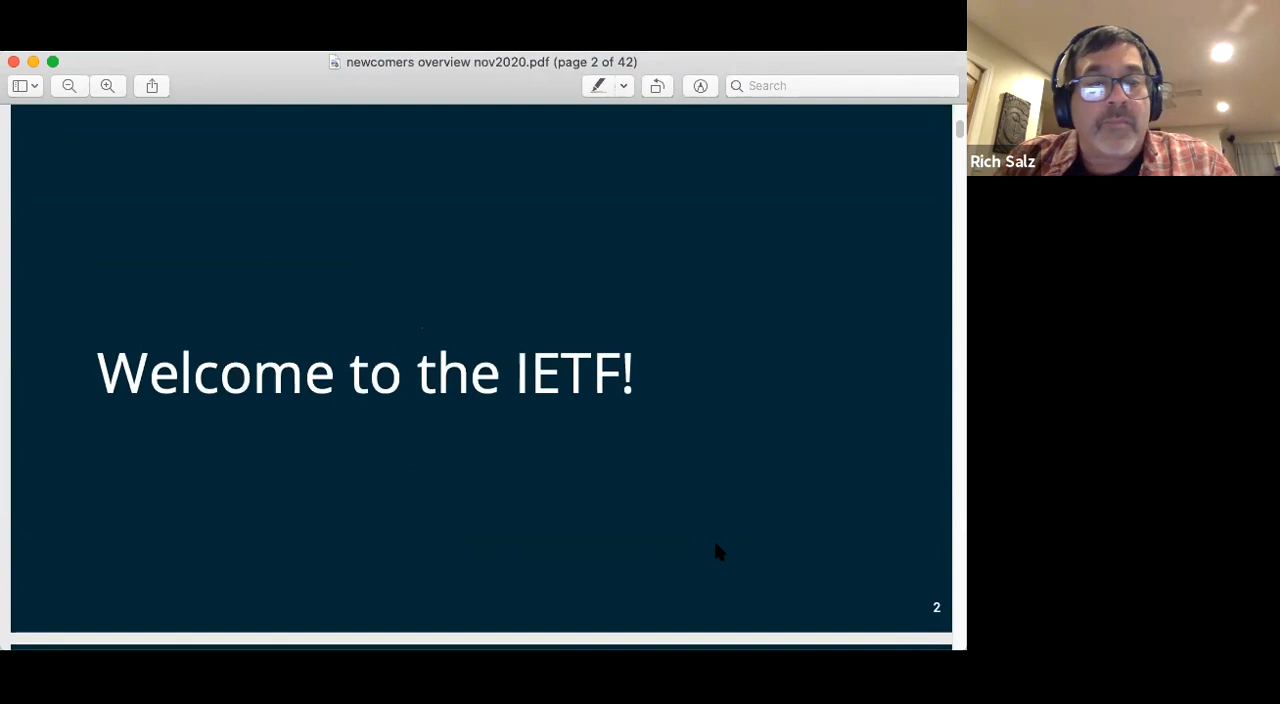 newcomers overview nov2020.pdf (page 2 of 42)
Search
Rich Salz
Welcome to the IETF!
2